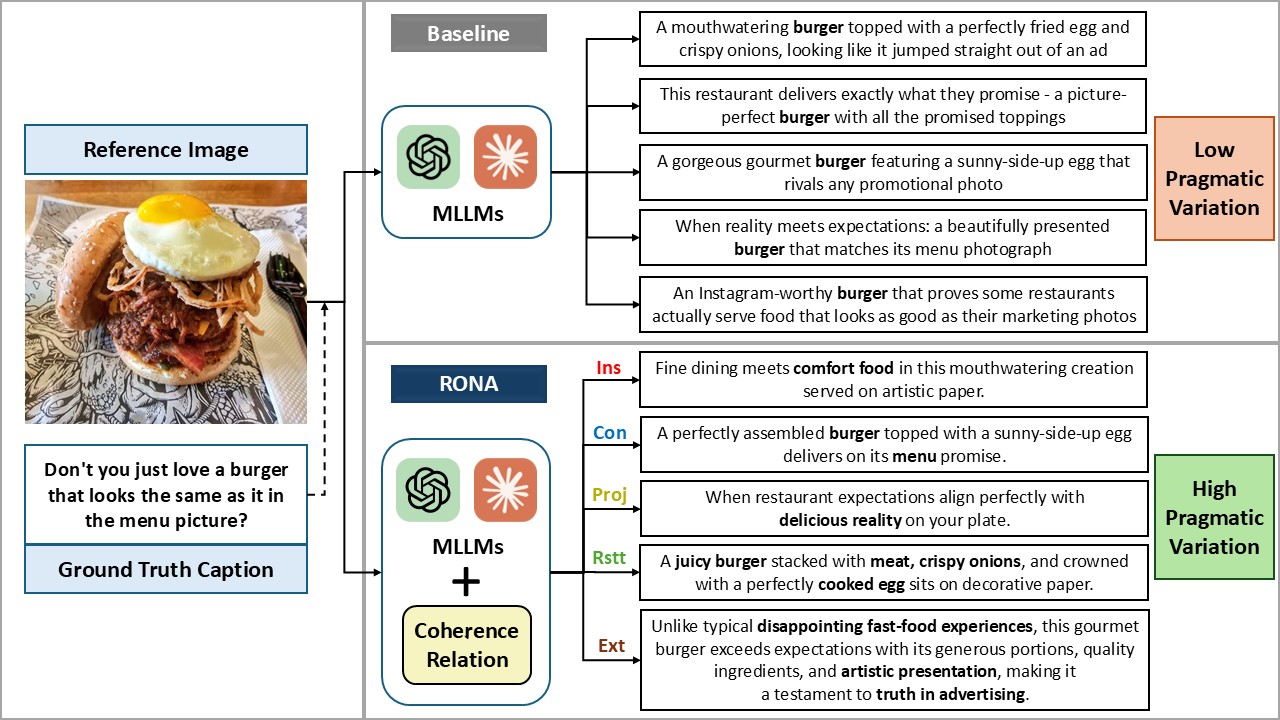 Reference Image
Don't you just love a burger
that looks the same as it in
the menu picture?
Ground Truth Caption
Baseline
MLLMs
A mouthwatering burger topped with a perfectly fried egg and
crispy onions, looking like it jumped straight out of an ad
This restaurant delivers exactly what they promise - a picture-
perfect burger with all the promised toppings
A gorgeous gourmet burger featuring a sunny-side-up egg that
rivals any promotional photo
When reality meets expectations: a beautifully presented
burger that matches its menu photograph
An Instagram-worthy burger that proves some restaurants
actually serve food that looks as good as their marketing photos
Low
Pragmatic
Variation
RONA
MLLMs
+
Coherence
Relation
Ins
Fine dining meets comfort food in this mouthwatering creation
served on artistic paper.
Con
A perfectly assembled burger topped with a sunny-side-up egg
delivers on its menu promise.
Proj
When restaurant expectations align perfectly with
delicious reality on your plate.
Rstt
A juicy burger stacked with meat, crispy onions, and crowned
with a perfectly cooked egg sits on decorative paper.
Ext
Unlike typical disappointing fast-food experiences, this gourmet
burger exceeds expectations with its generous portions, quality
ingredients, and artistic presentation, making it
a testament to truth in advertising.
High
Pragmatic
Variation